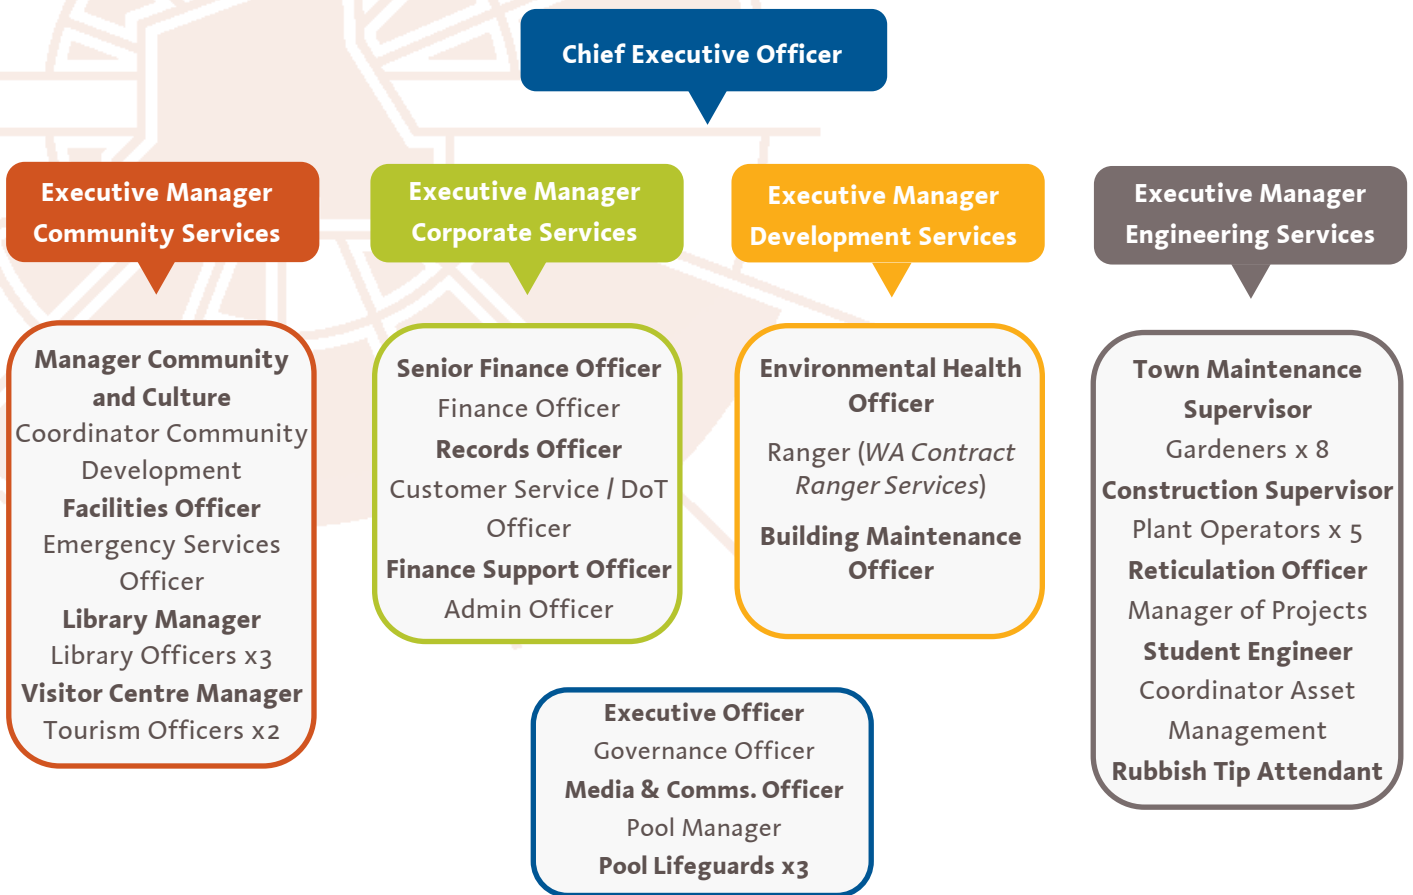 Chief Executive Officer
Executive Manager
Community Services
Executive Manager
Corporate Services
Executive Manager
Development Services
Executive Manager
Engineering Services
Manager Community
and Culture
Coordinator Community
Development
Facilities Officer
Emergency Services
Officer
Library Manager
Library Officers x3
Visitor Centre Manager
Tourism Officers x2
Senior Finance Officer
Finance Officer
Records Officer
Customer Service / DoT
Officer
Finance Support Officer
Admin Officer
Environmental Health
Officer
Ranger (WA Contract
Ranger Services)
Building Maintenance
Officer
Town Maintenance
Supervisor
Gardeners x 8
Construction Supervisor
Plant Operators x 5
Reticulation Officer
Manager of Projects
Student Engineer
Coordinator Asset
Management
Rubbish Tip Attendant
Executive Officer
Governance Officer
Media & Comms. Officer
Pool Manager
Pool Lifeguards x3